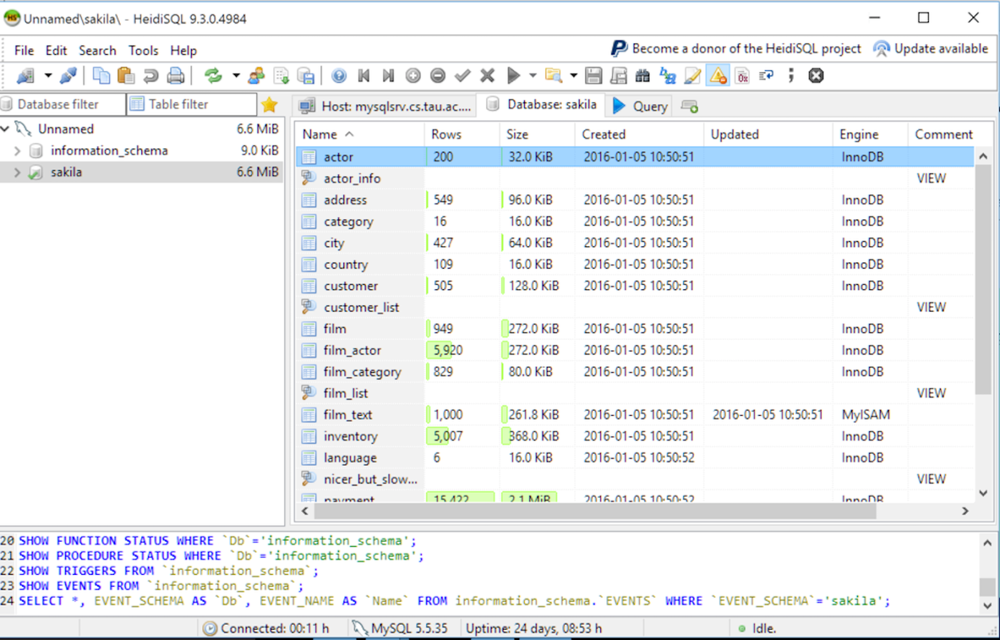 Unnamed\sakila\ - HeidiSQL 9.3.0.4984
File Edit Search Tools Help
Become a donor of the HeidiSQL project Update available
Database filter Table filter Host: mysqlsrv.cs.tau.ac.... Database: sakila Query
Unnamed 6.6 MiB
information_schema 9.0 KiB
sakila 6.6 MiB
Name Rows Size Created Updated Engine Comment
actor 200 32.0 KiB 2016-01-05 10:50:51 InnoDB
actor_info VIEW
address 549 96.0 KiB 2016-01-05 10:50:51 InnoDB
category 16 16.0 KiB 2016-01-05 10:50:51 InnoDB
city 427 64.0 KiB 2016-01-05 10:50:51 InnoDB
country 109 16.0 KiB 2016-01-05 10:50:51 InnoDB
customer 505 128.0 KiB 2016-01-05 10:50:51 InnoDB
customer_list VIEW
film 949 272.0 KiB 2016-01-05 10:50:51 InnoDB
film_actor 5,920 272.0 KiB 2016-01-05 10:50:51 InnoDB
film_category 829 80.0 KiB 2016-01-05 10:50:51 InnoDB
film_list VIEW
film_text 1,000 261.8 KiB 2016-01-05 10:50:51 2016-01-05 10:50:51 MyISAM
inventory 5,007 368.0 KiB 2016-01-05 10:50:51 InnoDB
language 6 16.0 KiB 2016-01-05 10:50:52 InnoDB
nicer_but_slow... VIEW
payment 15,422 2.1 MiB 2016-01-05 10:50:52 InnoDB
20 SHOW FUNCTION STATUS WHERE `Db`='information_schema';
21 SHOW PROCEDURE STATUS WHERE `Db`='information_schema';
22 SHOW TRIGGERS FROM `information_schema`;
23 SHOW EVENTS FROM `information_schema`;
24 SELECT *, EVENT_SCHEMA AS `Db`, EVENT_NAME AS `Name` FROM information_schema.`EVENTS` WHERE `EVENT_SCHEMA`='sakila';
Connected: 00:11 h MySQL 5.5.35 Uptime: 24 days, 08:53 h Idle.